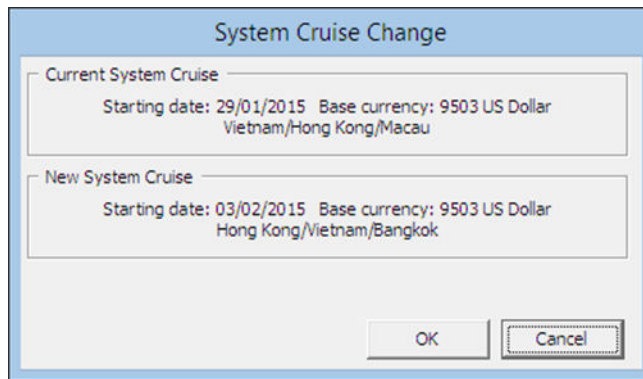 System Cruise Change
Current System Cruise
Starting date: 29/01/2015 Base currency: 9503 US Dollar
Vietnam/Hong Kong/Macau
New System Cruise
Starting date: 03/02/2015 Base currency: 9503 US Dollar
Hong Kong/Vietnam/Bangkok
OK Cancel